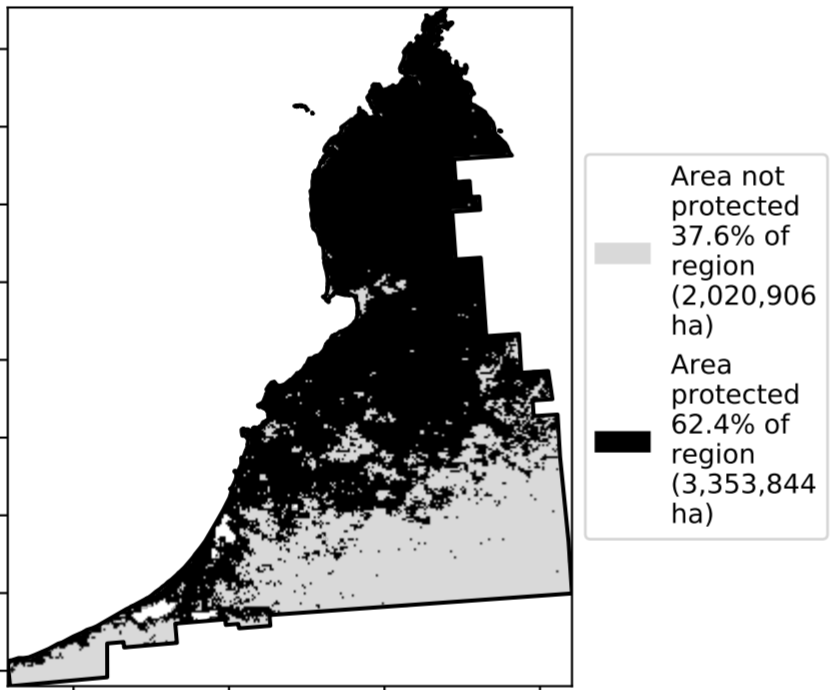 Area not
protected
37.6% of
region
(2,020,906
ha)
Area
protected
62.4% of
region
(3,353,844
ha)